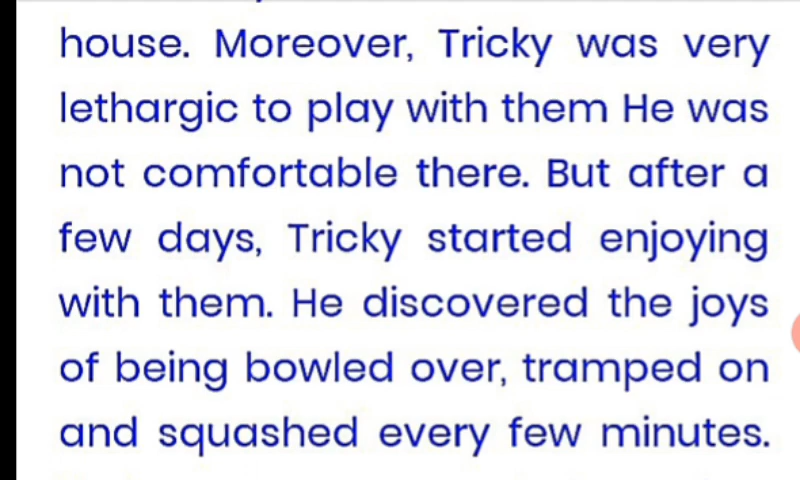 house. Moreover, Tricky was very
lethargic to play with them He was
not comfortable there. But after a
few days, Tricky started enjoying
with them. He discovered the joys
of being bowled over, tramped on
and squashed every few minutes.